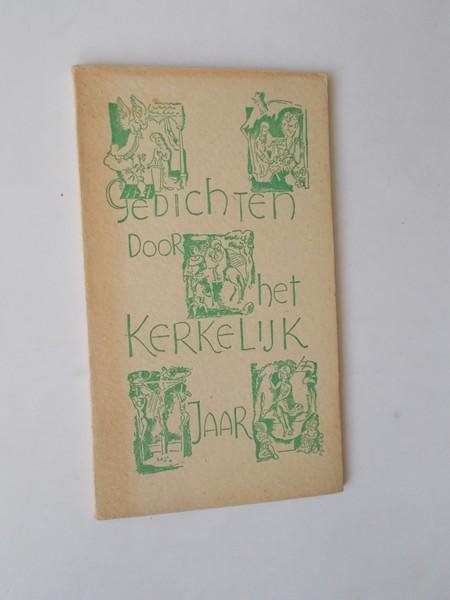 GEDICHTEN
DOOR
het
KERKELIJK
JAAR